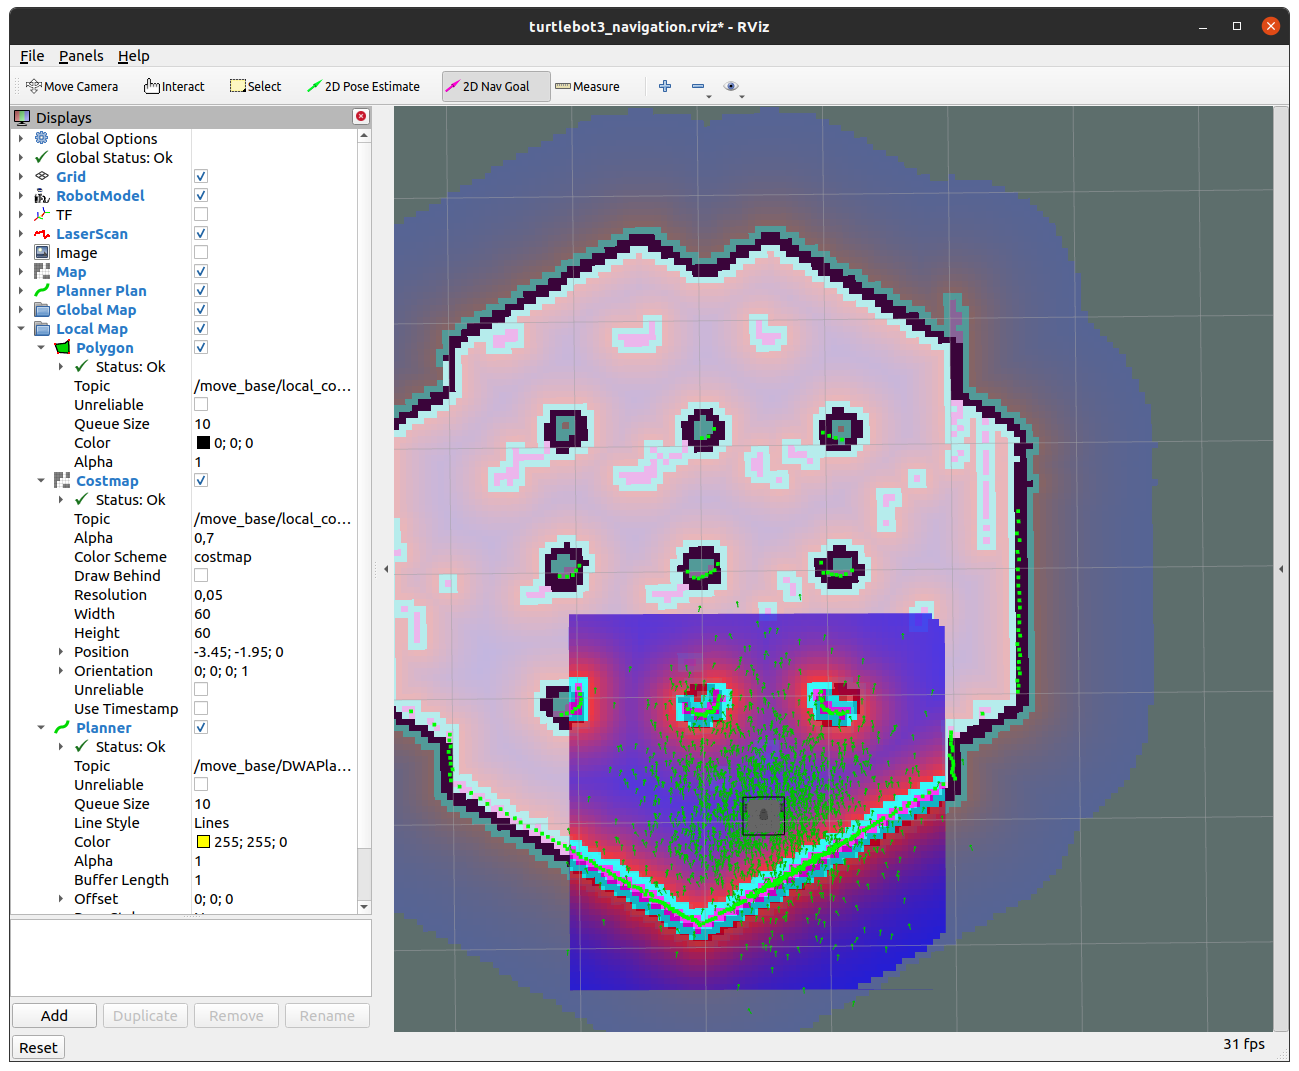 turtlebot3_navigation.rviz* - RViz
File Panels Help
Move Camera Interact Select 2D Pose Estimate 2D Nav Goal Measure
Displays
Global Options
Global Status: Ok
Grid
RobotModel
TF
LaserScan
Image
Map
Planner Plan
Global Map
Local Map
Polygon
Status: Ok
Topic /move_base/local_co...
Unreliable
Queue Size 10
Color 0; 0; 0
Alpha 1
Costmap
Status: Ok
Topic /move_base/local_co...
Alpha 0,7
Color Scheme costmap
Draw Behind
Resolution 0,05
Width 60
Height 60
Position -3.45; -1.95; 0
Orientation 0; 0; 0; 1
Unreliable
Use Timestamp
Planner
Status: Ok
Topic /move_base/DWAPla...
Unreliable
Queue Size 10
Line Style Lines
Color 255; 255; 0
Alpha 1
Buffer Length 1
Offset 0; 0; 0
Add Duplicate Remove Rename
Reset
31 fps